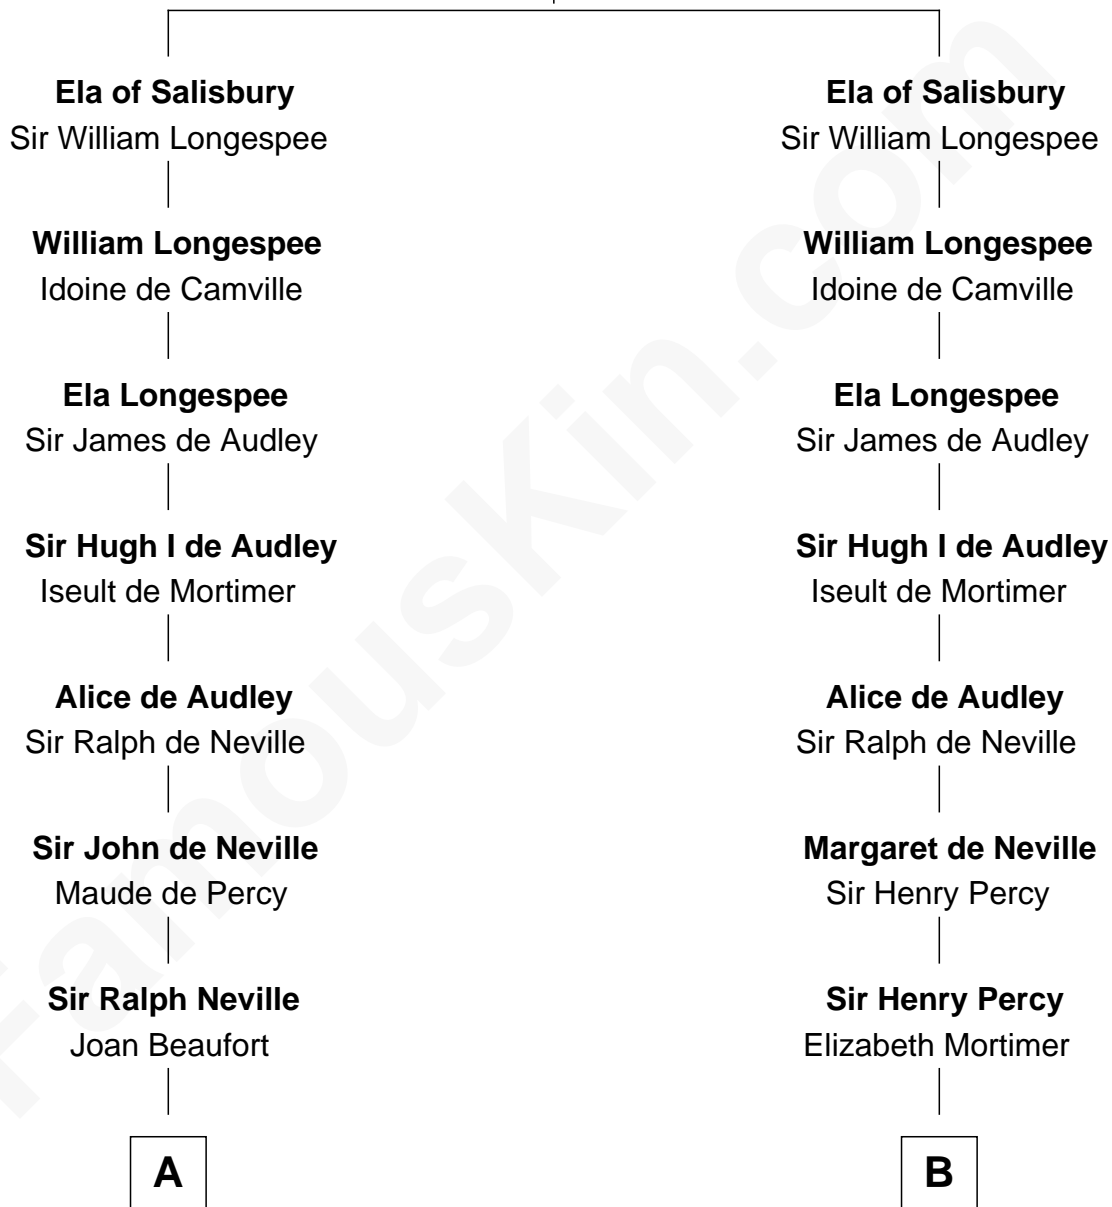 Ela of Salisbury
Sir William Longespee
William Longespee
Idoine de Camville
Ela Longespee
Sir James de Audley
Sir Hugh I de Audley
Iseult de Mortimer
Alice de Audley
Sir Ralph de Neville
Sir John de Neville
Maude de Percy
Sir Ralph Neville
Joan Beaufort
A
Ela of Salisbury
Sir William Longespee
William Longespee
Idoine de Camville
Ela Longespee
Sir James de Audley
Sir Hugh I de Audley
Iseult de Mortimer
Alice de Audley
Sir Ralph de Neville
Margaret de Neville
Sir Henry Percy
Sir Henry Percy
Elizabeth Mortimer
B
FamousKin.com